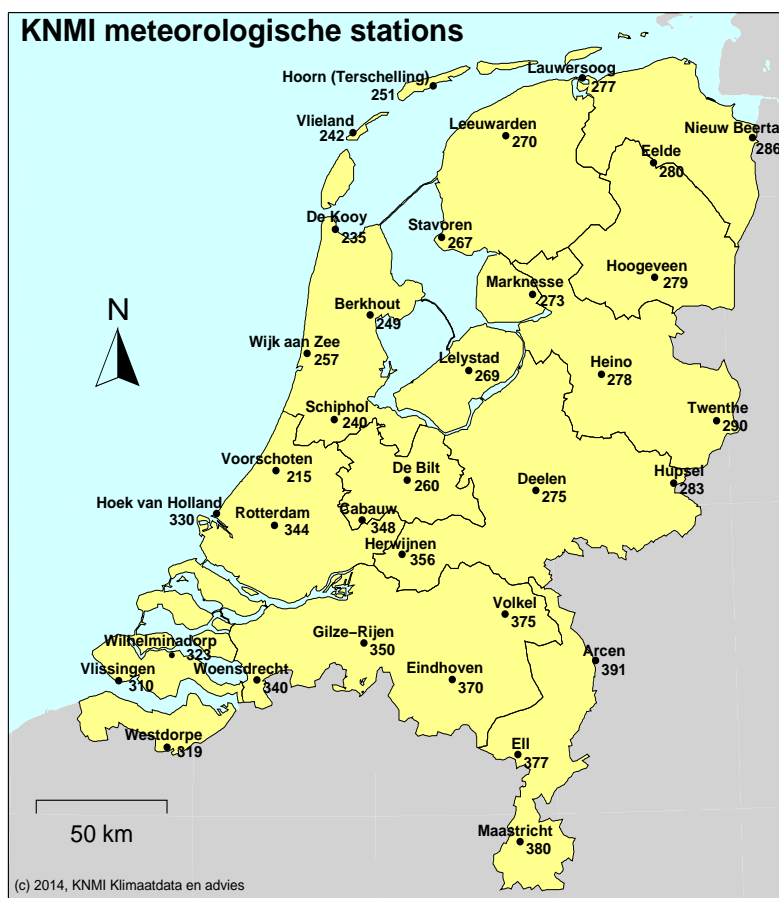 KNMI meteorologische stations
Lauwersoog
277
Hoorn (Terschelling)
251
Vlieland
242
Leeuwarden
270
Nieuw Beerta
286
Eelde
280
De Kooy
235
Stavoren
267
Hoogeveen
279
Marknesse
273
Berkhout
249
N
Wijk aan Zee
257
Lelystad
269
Heino
278
Twenthe
290
Schiphol
240
Voorschoten
215
De Bilt
260
Deelen
275
Hupsel
283
Hoek van Holland
330
Rotterdam
344
Cabauw
348
Herwijnen
356
Volkel
375
Gilze-Rijen
350
Wilhelminadorp
323
Arcen
391
Vlissingen
310
Woensdrecht
340
Eindhoven
370
Westdorpe
319
Ell
377
50 km
Maastricht
380
(c) 2014, KNMI Klimaatdata en advies